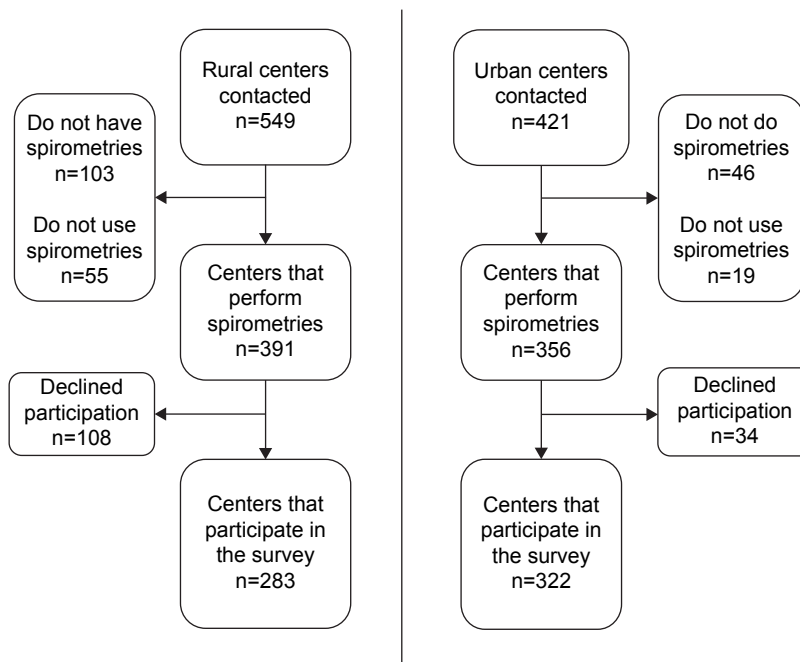 Rural centers
contacted
n=549
Do not have
spirometries
n=103
Do not use
spirometries
n=55
Centers that
perform
spirometries
n=391
Declined
participation
n=108
Centers that
participate in
the survey
n=283
Urban centers
contacted
n=421
Do not do
spirometries
n=46
Do not use
spirometries
n=19
Centers that
perform
spirometries
n=356
Declined
participation
n=34
Centers that
participate in
the survey
n=322